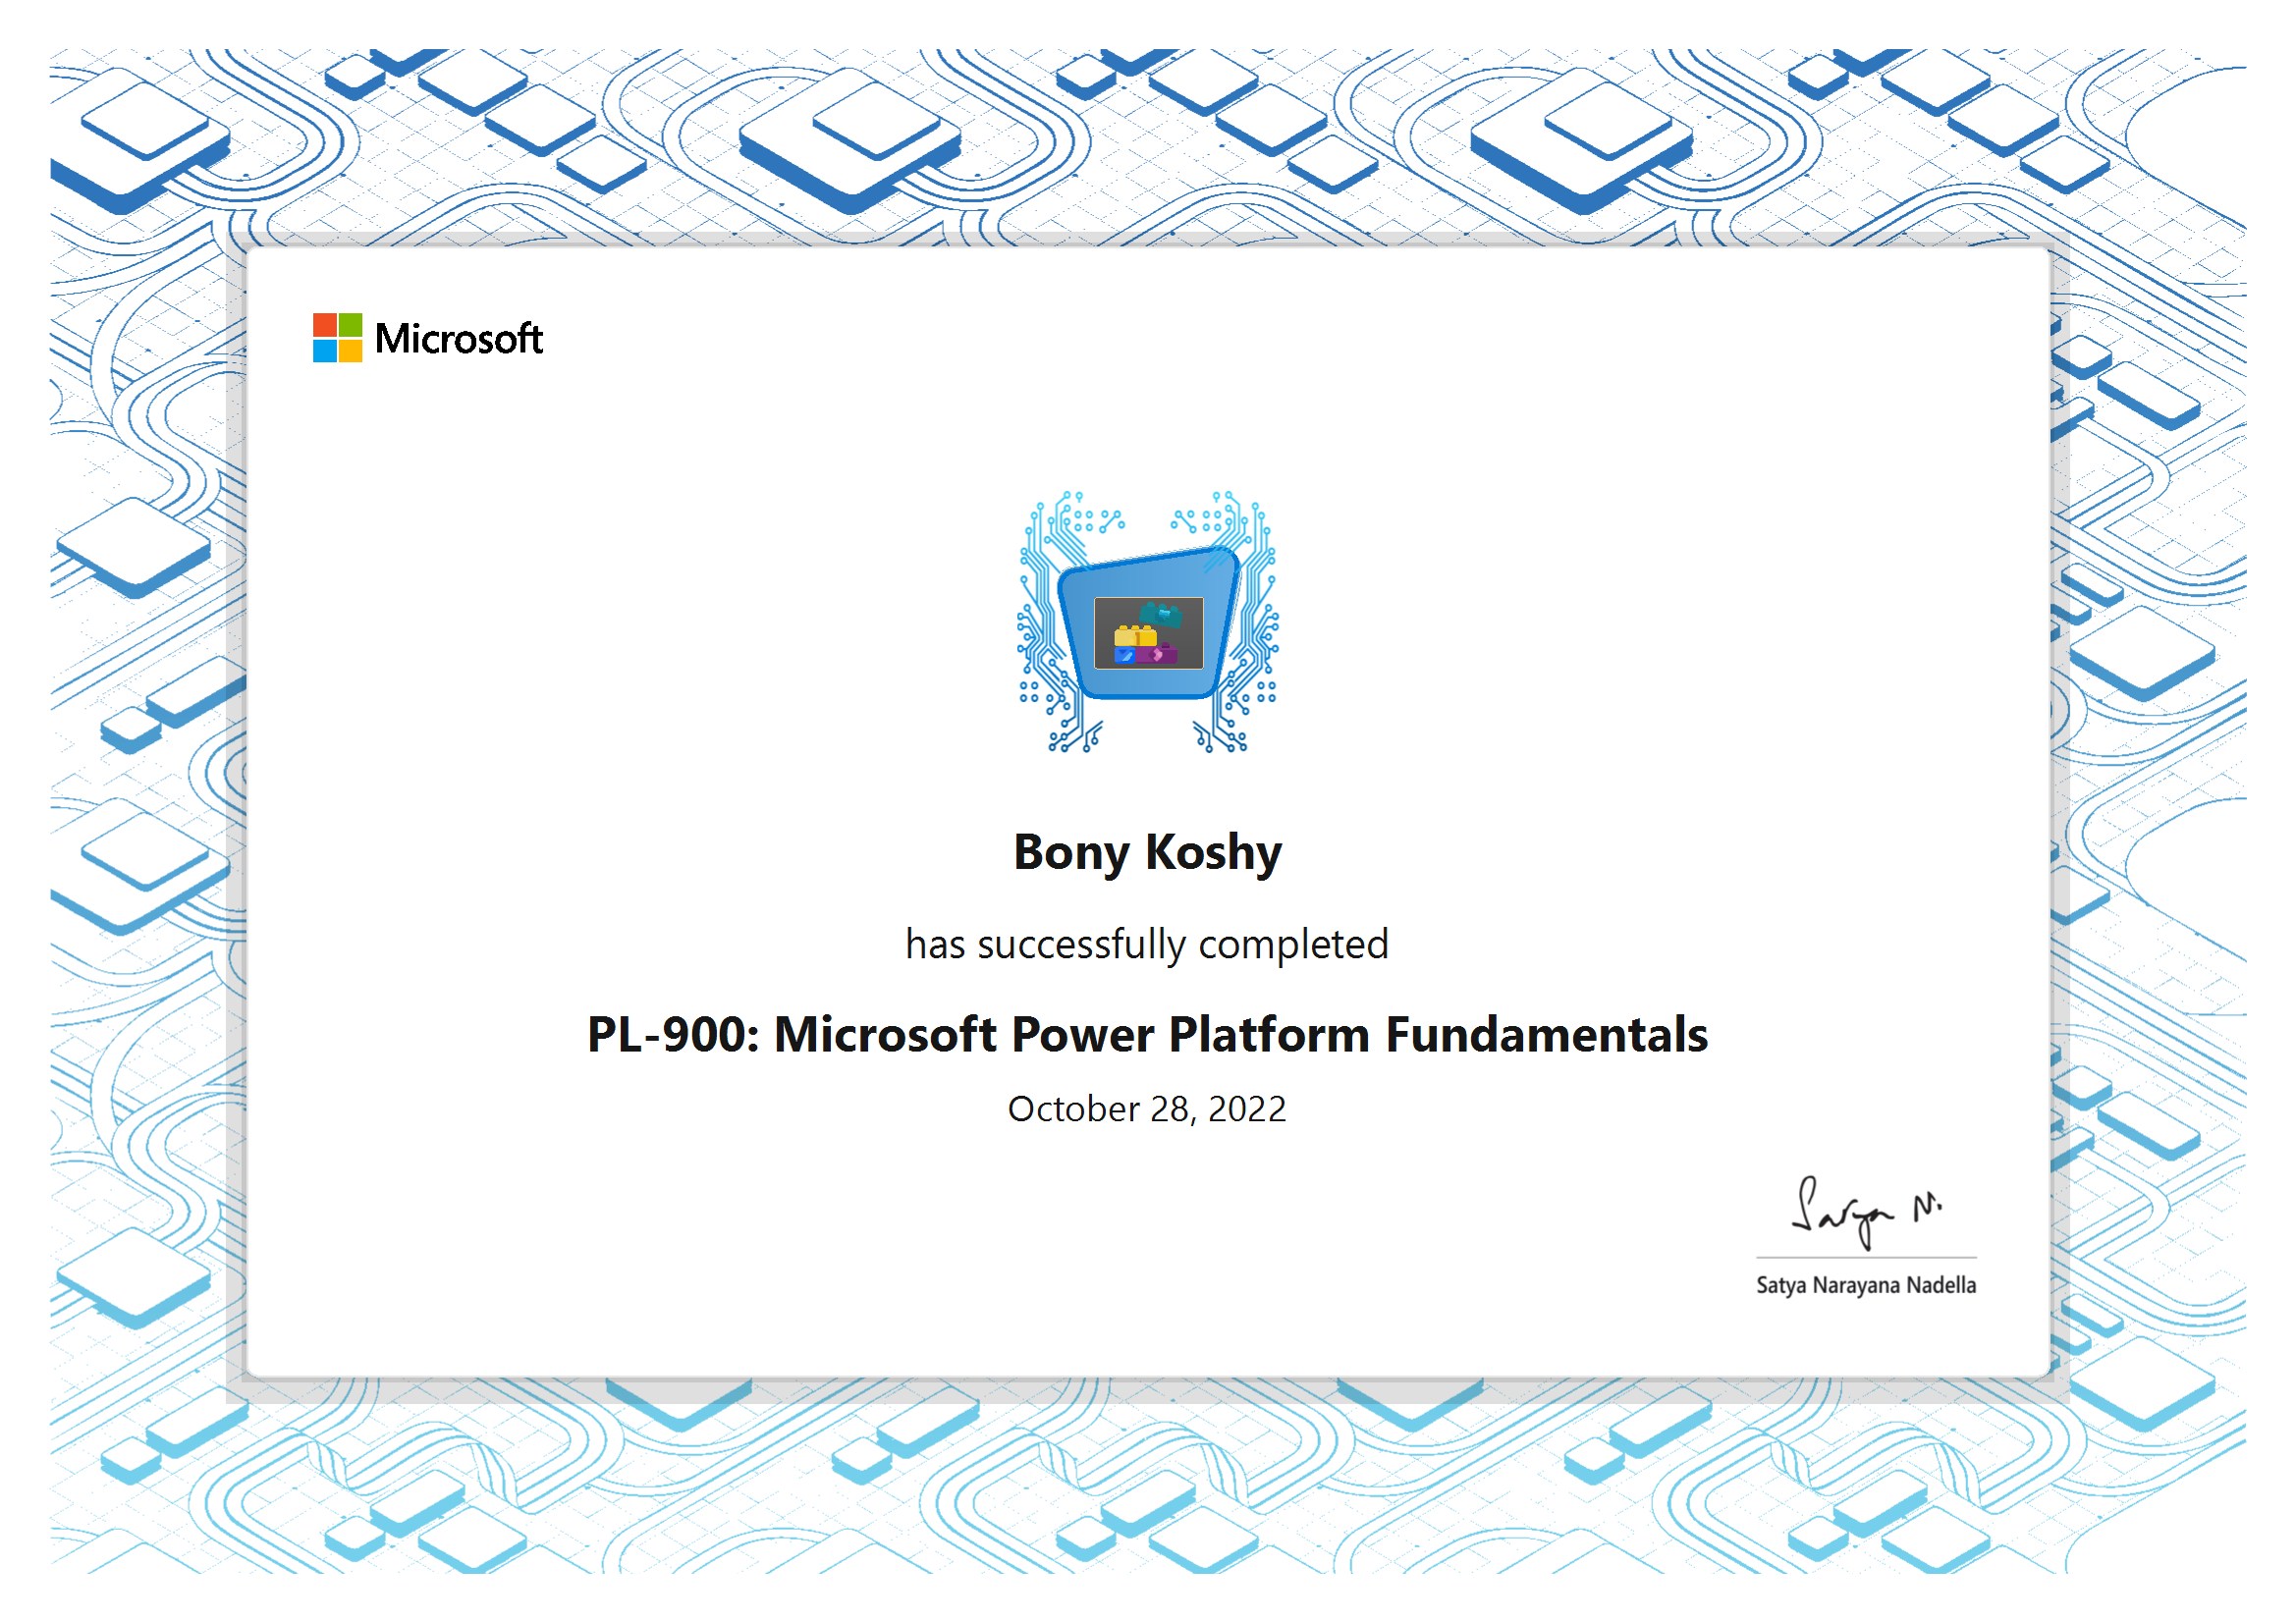 Microsoft
Bony Koshy
has successfully completed
PL-900: Microsoft Power Platform Fundamentals
October 28, 2022
Satya N.
Satya Narayana Nadella